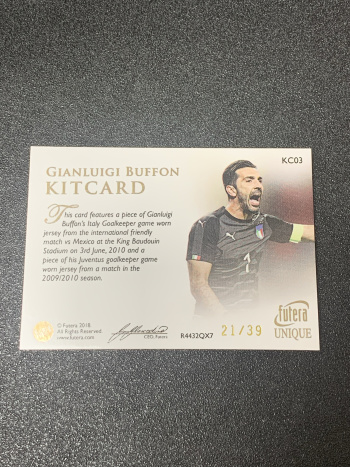 KC03
GIANLUIGI BUFFON
KITCARD
This card features a piece of Gianluigi
Buffon's Italy Goalkeeper game worn
jersey from the international friendly
match vs Mexico at the King Baudouin
Stadium on 3rd June, 2010 and a
piece of his Juventus goalkeeper game
worn jersey from a match in the
2009/2010 season.
© Futera 2018
All Rights Reserved
www.futera.com
CEO, Futera
R4432QX7
21/39
futera
UNIQUE